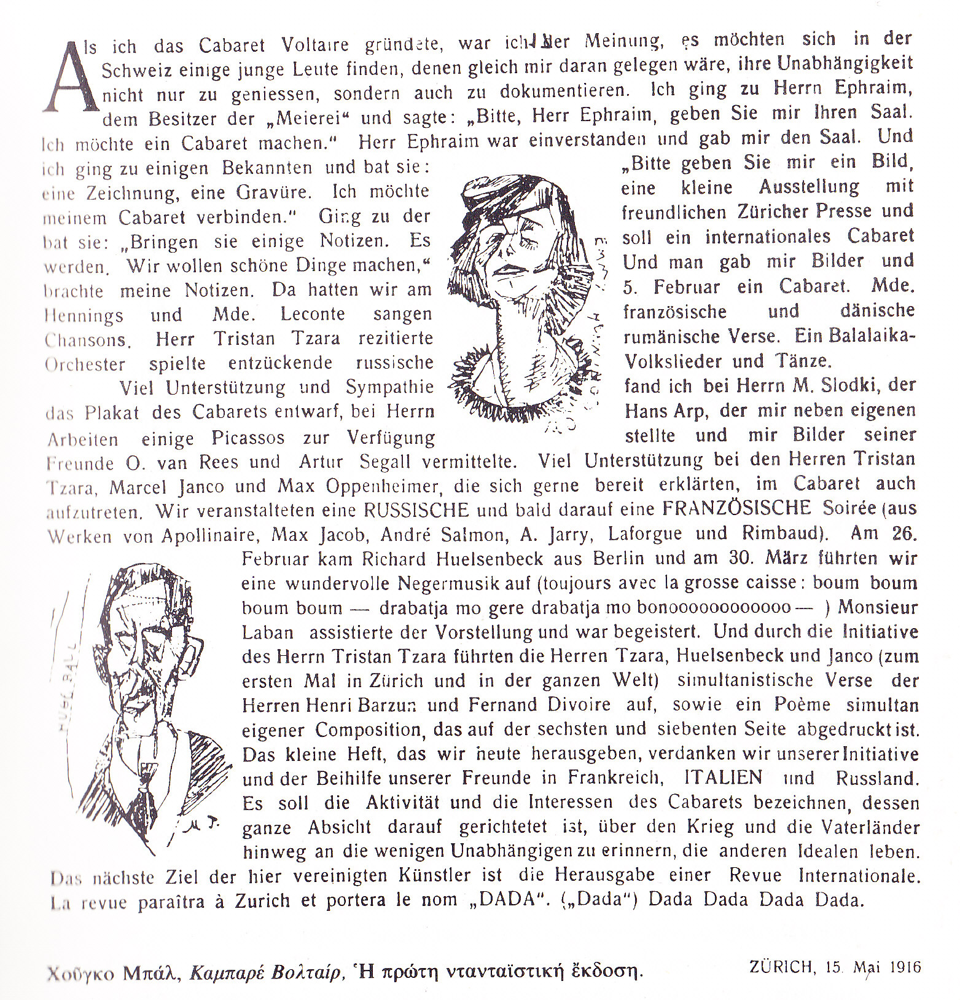 Als ich das Cabaret Voltaire gründete, war ich der Meinung, es möchten sich in der
Schweiz einige junge Leute finden, denen gleich mir daran gelegen wäre, ihre Unabhängigkeit
nicht nur zu geniessen, sondern auch zu dokumentieren. Ich ging zu Herrn Ephraim,
dem Besitzer der „Meierei“ und sagte: „Bitte, Herr Ephraim, geben Sie mir Ihren Saal.
Ich möchte ein Cabaret machen.“ Herr Ephraim war einverstanden und gab mir den Saal. Und
ich ging zu einigen Bekannten und bat sie: „Bitte geben Sie mir ein Bild,
eine Zeichnung, eine Gravüre. Ich möchte eine kleine Ausstellung mit
meinem Cabaret verbinden.“ Ging zu der freundlichen Züricher Presse und
bat sie: „Bringen sie einige Notizen. Es soll ein internationales Cabaret
werden. Wir wollen schöne Dinge machen,“ Und man gab mir Bilder und
brachte meine Notizen. Da hatten wir am 5. Februar ein Cabaret. Mde.
Hennings und Mde. Leconte sangen französische und dänische
Chansons. Herr Tristan Tzara rezitierte rumänische Verse. Ein Balalaika-
Orchester spielte entzückende russische Volkslieder und Tänze.
Viel Unterstützung und Sympathie fand ich bei Herrn M. Slodki, der
das Plakat des Cabarets entwarf, bei Herrn Hans Arp, der mir neben eigenen
Arbeiten einige Picassos zur Verfügung stellte und mir Bilder seiner
Freunde O. van Rees und Artur Segall vermittelte. Viel Unterstützung bei den Herren Tristan
Tzara, Marcel Janco und Max Oppenheimer, die sich gerne bereit erklärten, im Cabaret auch
aufzutreten. Wir veranstalteten eine RUSSISCHE und bald darauf eine FRANZÖSISCHE Soirée (aus
Werken von Apollinaire, Max Jacob, André Salmon, A. Jarry, Laforgue und Rimbaud). Am 26.
Februar kam Richard Huelsenbeck aus Berlin und am 30. März führten wir
eine wundervolle Negermusik auf (toujours avec la grosse caisse: boum boum
boum boum — drabatja mo gere drabatja mo bonoooooooooooo — ) Monsieur
Laban assistierte der Vorstellung und war begeistert. Und durch die Initiative
des Herrn Tristan Tzara führten die Herren Tzara, Huelsenbeck und Janco (zum
ersten Mal in Zürich und in der ganzen Welt) simultanistische Verse der
Herren Henri Barzun und Fernand Divoire auf, sowie ein Poème simultan
eigener Composition, das auf der sechsten und siebenten Seite abgedruckt ist.
Das kleine Heft, das wir heute herausgeben, verdanken wir unserer Initiative
und der Beihilfe unserer Freunde in Frankreich, ITALIEN und Russland.
Es soll die Aktivität und die Interessen des Cabarets bezeichnen, dessen
ganze Absicht darauf gerichtetet ist, über den Krieg und die Vaterländer
hinweg an die wenigen Unabhängigen zu erinnern, die anderen Idealen leben.
Das nächste Ziel der hier vereinigten Künstler ist die Herausgabe einer Revue Internationale.
La revue paraîtra à Zurich et portera le nom „DADA“. („Dada“) Dada Dada Dada Dada.
EMMY HENNINGS
HUGO BALL
M J.
ZÜRICH, 15. Mai 1916
Χοῦγκο Μπάλ, Καμπαρέ Βολταίρ, Ἡ πρώτη ντανταϊστική ἔκδοση.